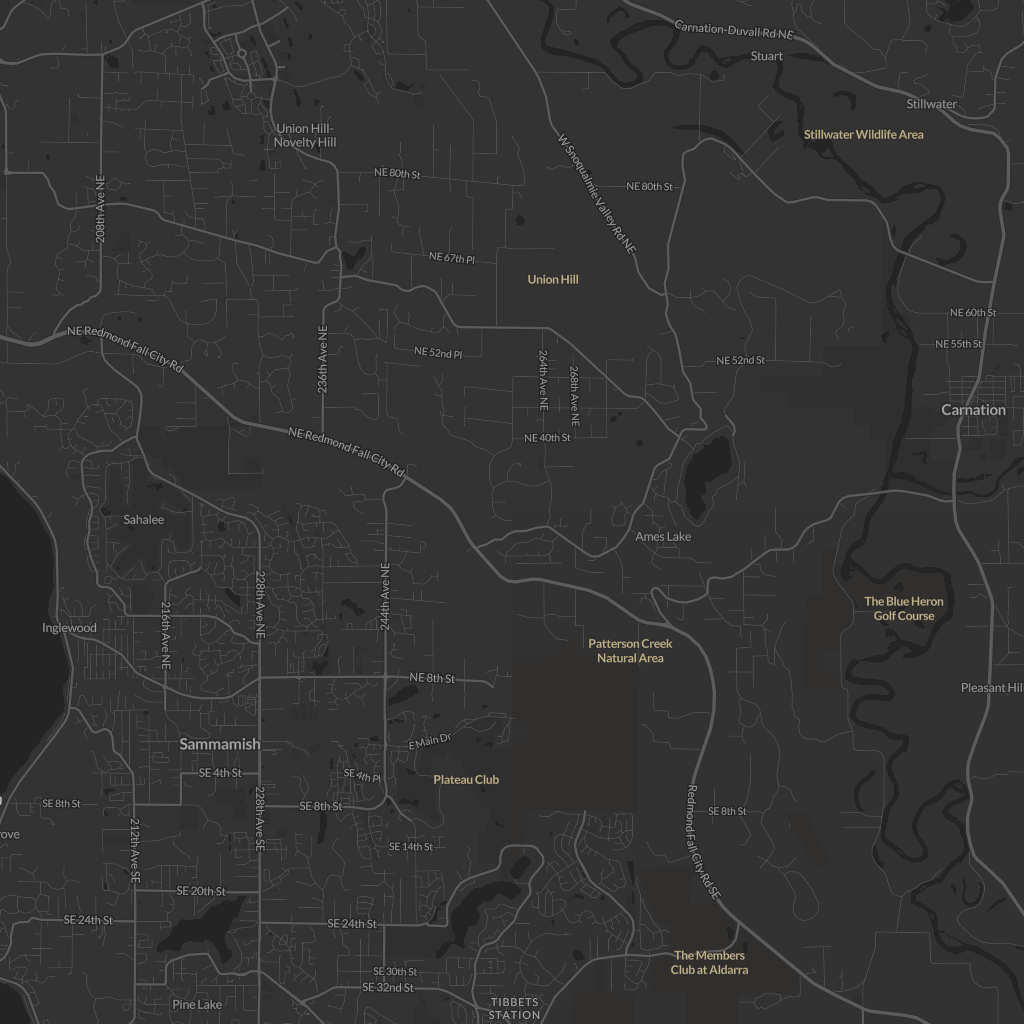 Carnation-Duvall Rd NE
Stuart
Stillwater
Union Hill-
Novelty Hill
Stillwater Wildlife Area
W Snoqualmie Valley Rd NE
NE 80th St
NE 80th St
208th Ave NE
NE 67th Pl
Union Hill
NE 60th St
NE Redmond Fall City Rd
236th Ave NE
NE 52nd Pl
264th Ave NE
268th Ave NE
NE 52nd St
NE 55th St
Carnation
NE 40th St
NE Redmond Fall City Rd
Sahalee
Ames Lake
228th Ave NE
244th Ave NE
216th Ave NE
Inglewood
The Blue Heron
Golf Course
Patterson Creek
Natural Area
NE 8th St
Pleasant Hill
Sammamish
E Main Dr
SE 4th St
SE 4th Pl
Plateau Club
SE 8th St
228th Ave SE
SE 8th St
Redmond Fall City Rd SE
SE 8th St
rove
212th Ave SE
SE 14th St
SE 20th St
SE 24th St
SE 24th St
The Members
Club at Aldarra
SE 30th St
SE 32nd St
Pine Lake
TIBBETS
STATION